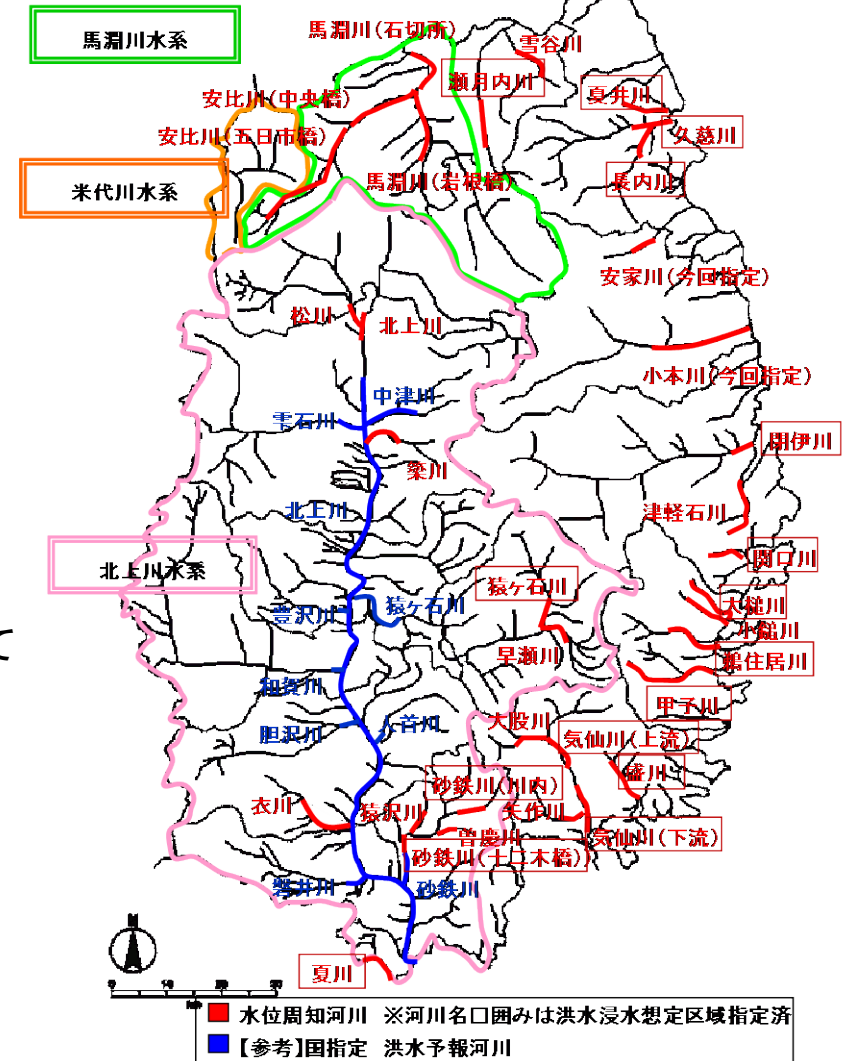 馬淵川水系
馬淵川(石切所)
雪谷川
瀬月内川
夏井川
安比川(中央橋)
久慈川
安比川(五日市橋)
米代川水系
馬淵川(岩根橋)
長内川
安家川(今回指定)
松川
北上川
小本川(今回指定)
中津川
雫石川
閉伊川
簗川
北上川
津軽石川
北上川水系
関口川
猿ヶ石川
猿ヶ石川
大槌川
豊沢川
小鎚川
早瀬川
鵜住居川
和賀川
甲子川
大股川
人首川
胆沢川
気仙川(上流)
盛川
砂鉄川(川内)
衣川
猿沢川
矢作川
曽慶川
気仙川(下流)
砂鉄川(十二木橋)
磐井川
砂鉄川
N
夏川
水位周知河川 ※河川名囗囲みは洪水浸水想定区域指定済
【参考】国指定 洪水予報河川